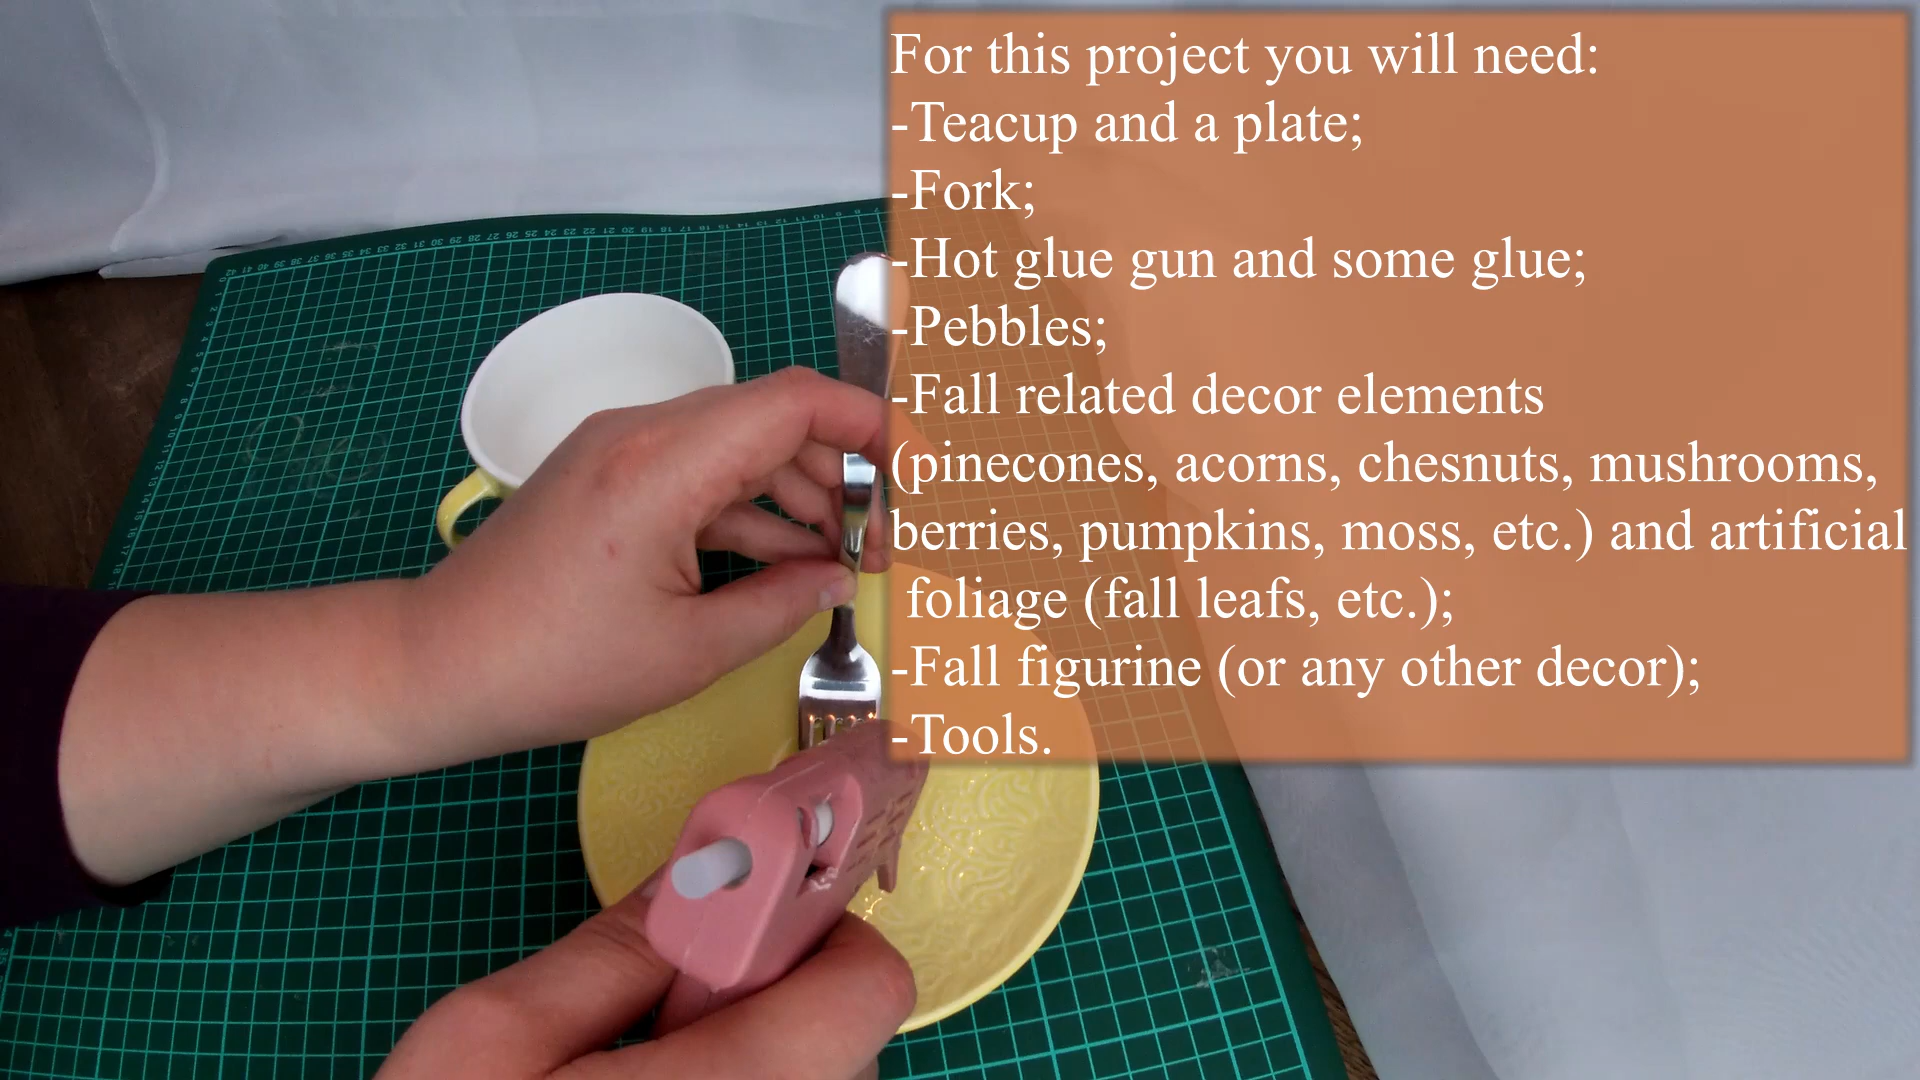 For this project you will need:
-Teacup and a plate;
-Fork;
-Hot glue gun and some glue;
-Pebbles;
-Fall related decor elements
(pinecones, acorns, chesnuts, mushrooms,
berries, pumpkins, moss, etc.) and artificial
foliage (fall leafs, etc.);
-Fall figurine (or any other decor);
-Tools.